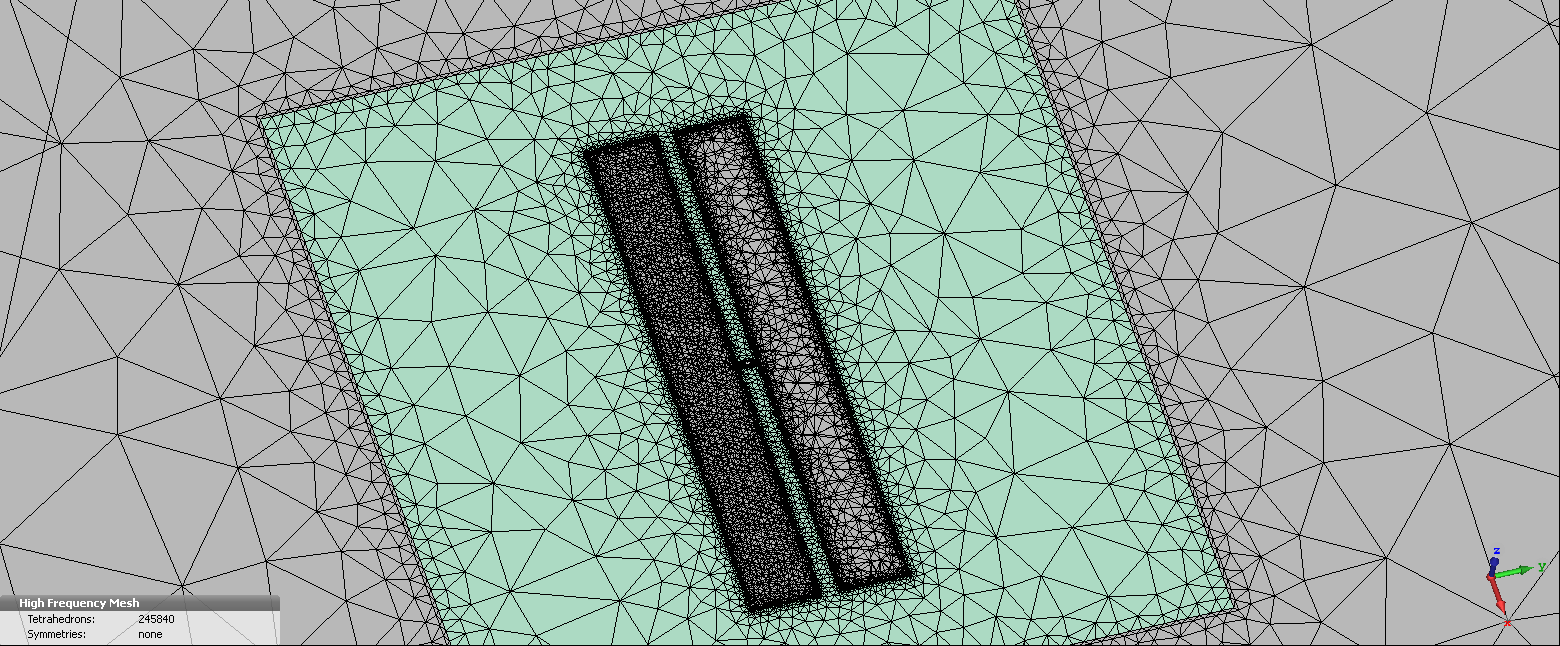 z
y
x
High Frequency Mesh
Tetrahedrons: 245840
Symmetries: none